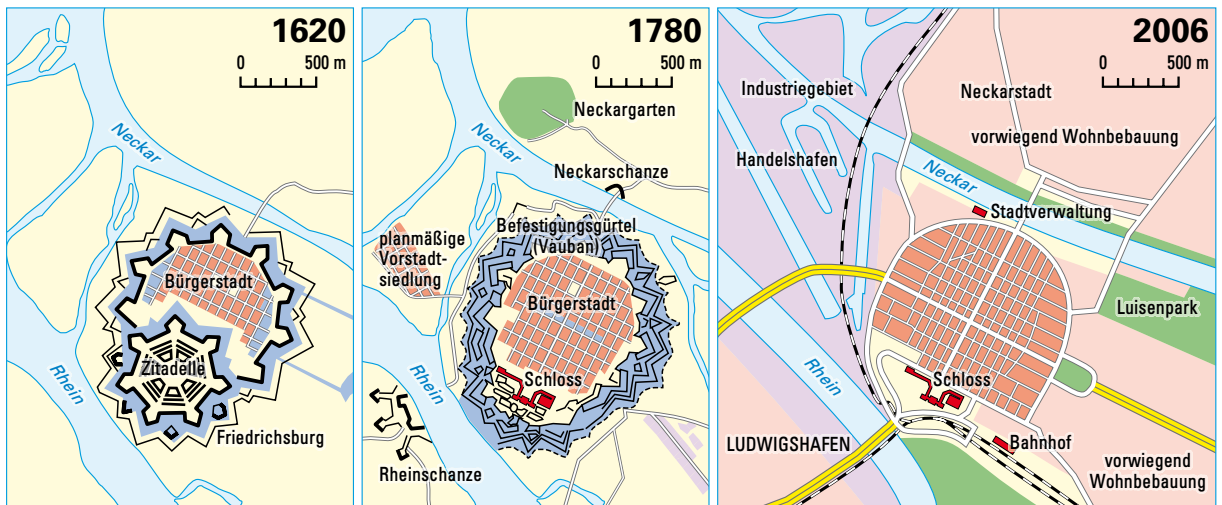 1620
0 500 m
Neckar
Bürgerstadt
Zitadelle
Rhein
Friedrichsburg
1780
0 500 m
Neckargarten
Neckar
Neckarschanze
Befestigungsgürtel
(Vauban)
planmäßige
Vorstadt-
siedlung
Bürgerstadt
Schloss
Rhein
Rheinschanze
2006
0 500 m
Industriegebiet
Neckarstadt
vorwiegend Wohnbebauung
Handelshafen
Neckar
Stadtverwaltung
Luisenpark
Rhein
Schloss
LUDWIGSHAFEN
Bahnhof
vorwiegend
Wohnbebauung